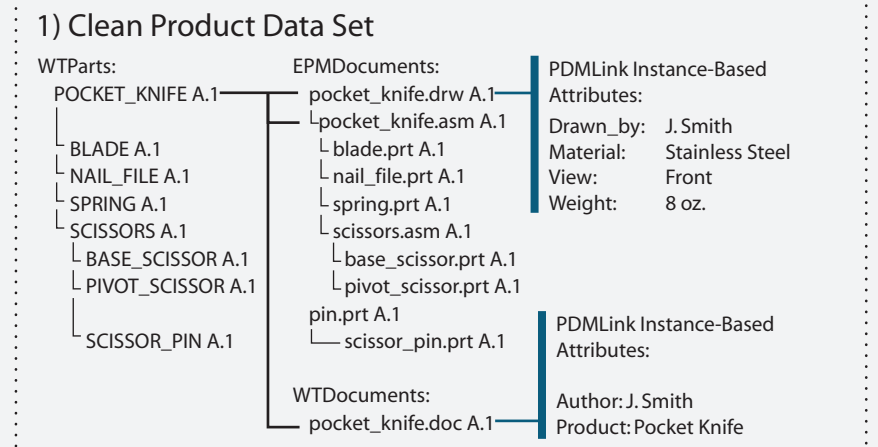 1) Clean Product Data Set
WTParts:
POCKET_KNIFE A.1
BLADE A.1
NAIL_FILE A.1
SPRING A.1
SCISSORS A.1
BASE_SCISSOR A.1
PIVOT_SCISSOR A.1
SCISSOR_PIN A.1
EPMDocuments:
pocket_knife.drw A.1
pocket_knife.asm A.1
blade.prt A.1
nail_file.prt A.1
spring.prt A.1
scissors.asm A.1
base_scissor.prt A.1
pivot_scissor.prt A.1
pin.prt A.1
scissor_pin.prt A.1
WTDocuments:
pocket_knife.doc A.1
PDMLink Instance-Based
Attributes:
Drawn_by: J. Smith
Material: Stainless Steel
View: Front
Weight: 8 oz.
PDMLink Instance-Based
Attributes:
Author: J. Smith
Product: Pocket Knife